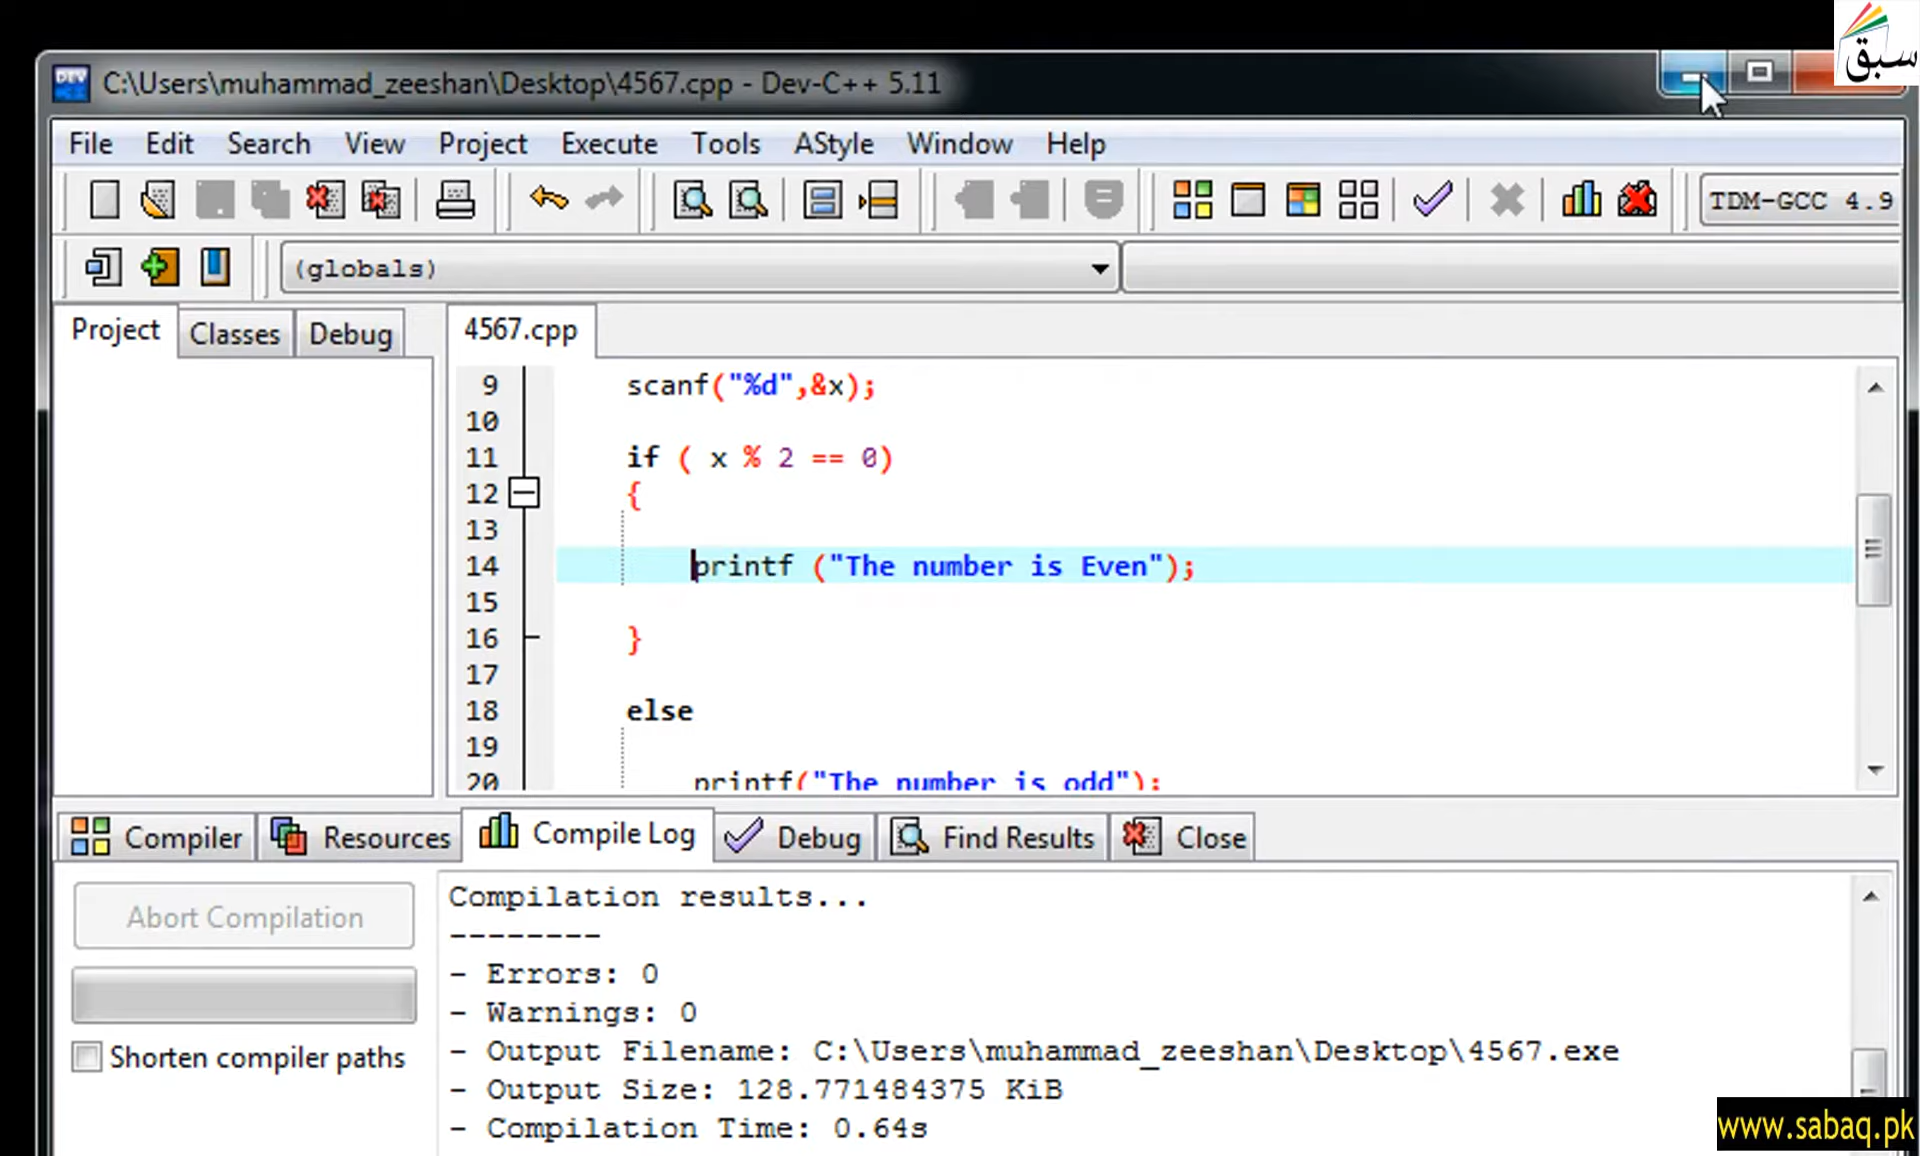 سبق
C:\Users\muhammad_zeeshan\Desktop\4567.cpp - Dev-C++ 5.11
File Edit Search View Project Execute Tools AStyle Window Help
TDM-GCC 4.9
(globals)
Project Classes Debug
4567.cpp
9 scanf("%d",&x);
10
11 if ( x % 2 == 0)
12 {
13
14 printf ("The number is Even");
15
16 }
17
18 else
19
20 printf("The number is odd");
Compiler Resources Compile Log Debug Find Results Close
Abort Compilation
Shorten compiler paths
Compilation results...
--------
- Errors: 0
- Warnings: 0
- Output Filename: C:\Users\muhammad_zeeshan\Desktop\4567.exe
- Output Size: 128.771484375 KiB
- Compilation Time: 0.64s
www.sabaq.pk